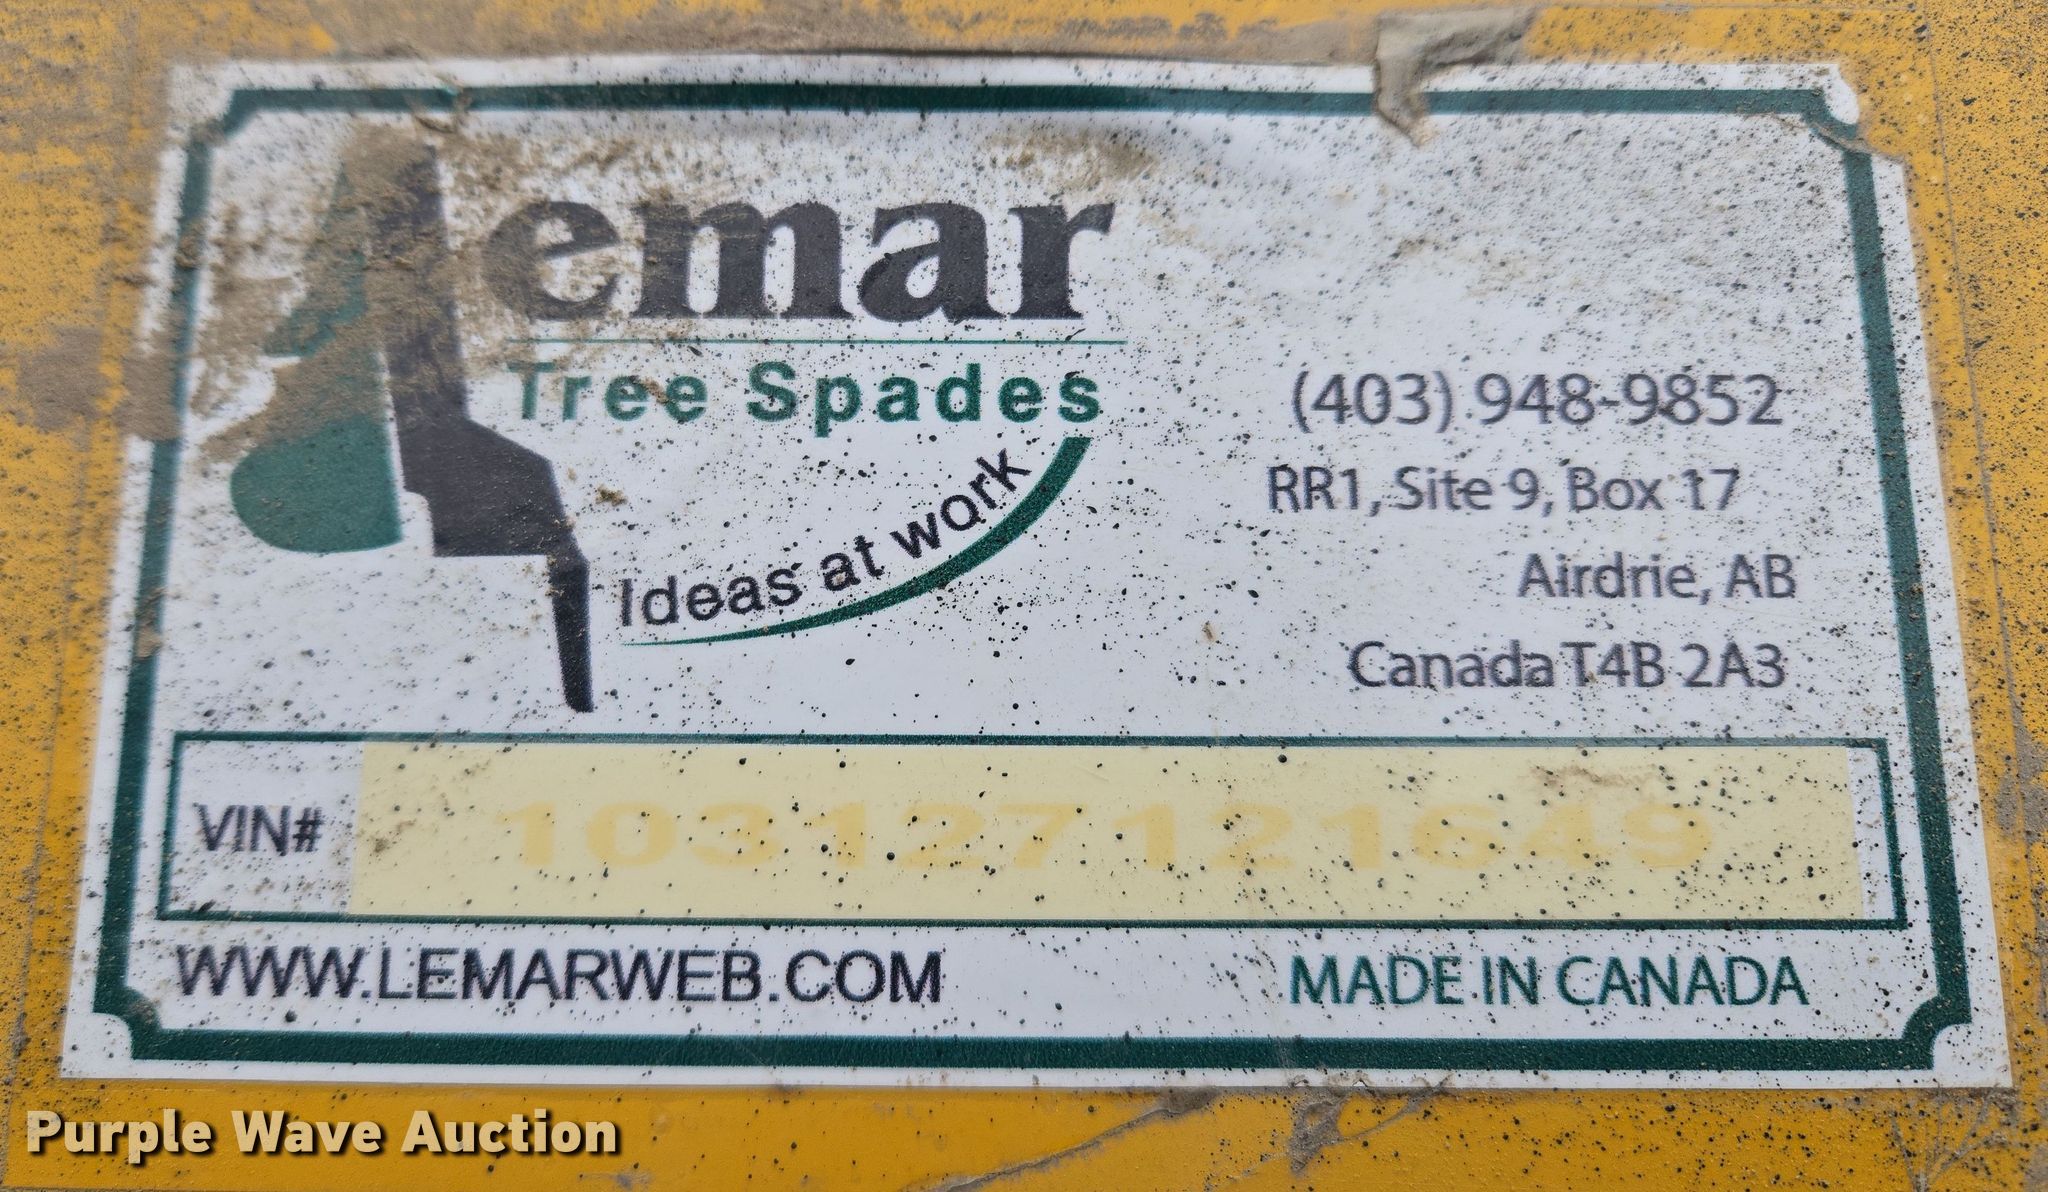 Lemar
Tree Spades
Ideas at work
(403) 948-9852
RR1, Site 9, Box 17
Airdrie, AB
Canada T4B 2A3
VIN# 103127121649
WWW.LEMARWEB.COM MADE IN CANADA
Purple Wave Auction